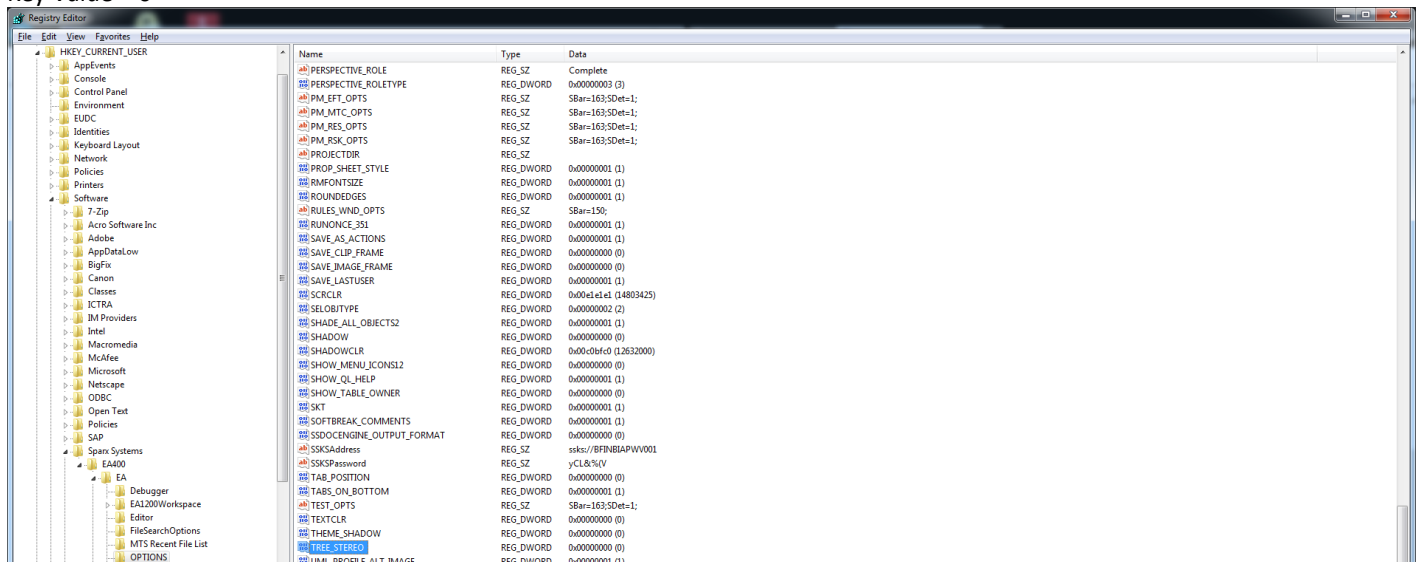 Registry Editor
File Edit View Favorites Help
HKEY_CURRENT_USER
AppEvents
Console
Control Panel
Environment
EUDC
Identities
Keyboard Layout
Network
Policies
Printers
Software
7-Zip
Acro Software Inc
Adobe
AppDataLow
BigFix
Canon
Classes
ICTRA
IM Providers
Intel
Macromedia
McAfee
Microsoft
Netscape
ODBC
Open Text
Policies
SAP
Sparx Systems
EA400
EA
Debugger
EA1200Workspace
Editor
FileSearchOptions
MTS Recent File List
OPTIONS
Name Type Data
PERSPECTIVE_ROLE REG_SZ Complete
PERSPECTIVE_ROLETYPE REG_DWORD 0x00000003 (3)
PM_EFT_OPTS REG_SZ SBar=163;SDet=1;
PM_MTC_OPTS REG_SZ SBar=163;SDet=1;
PM_RES_OPTS REG_SZ SBar=163;SDet=1;
PM_RSK_OPTS REG_SZ SBar=163;SDet=1;
PROJECTDIR REG_SZ
PROP_SHEET_STYLE REG_DWORD 0x00000001 (1)
RMFONTSIZE REG_DWORD 0x00000001 (1)
ROUNDEDGES REG_DWORD 0x00000001 (1)
RULES_WND_OPTS REG_SZ SBar=150;
RUNONCE_351 REG_DWORD 0x00000001 (1)
SAVE_AS_ACTIONS REG_DWORD 0x00000001 (1)
SAVE_CLIP_FRAME REG_DWORD 0x00000000 (0)
SAVE_IMAGE_FRAME REG_DWORD 0x00000000 (0)
SAVE_LASTUSER REG_DWORD 0x00000001 (1)
SCRCLR REG_DWORD 0x00e1e1e1 (14803425)
SELOBJTYPE REG_DWORD 0x00000002 (2)
SHADE_ALL_OBJECTS2 REG_DWORD 0x00000001 (1)
SHADOW REG_DWORD 0x00000000 (0)
SHADOWCLR REG_DWORD 0x00c0bfc0 (12632000)
SHOW_MENU_ICONS12 REG_DWORD 0x00000000 (0)
SHOW_QL_HELP REG_DWORD 0x00000001 (1)
SHOW_TABLE_OWNER REG_DWORD 0x00000000 (0)
SKT REG_DWORD 0x00000001 (1)
SOFTBREAK_COMMENTS REG_DWORD 0x00000001 (1)
SSDOCENGINE_OUTPUT_FORMAT REG_DWORD 0x00000000 (0)
SSKSAddress REG_SZ ssks://BFINBIAPWV001
SSKSPassword REG_SZ yCL&%(V
TAB_POSITION REG_DWORD 0x00000000 (0)
TABS_ON_BOTTOM REG_DWORD 0x00000001 (1)
TEST_OPTS REG_SZ SBar=163;SDet=1;
TEXTCLR REG_DWORD 0x00000000 (0)
THEME_SHADOW REG_DWORD 0x00000000 (0)
TREE_STEREO REG_DWORD 0x00000000 (0)
UML_PROFILE_ALT_IMAGE REG_DWORD 0x00000001 (1)